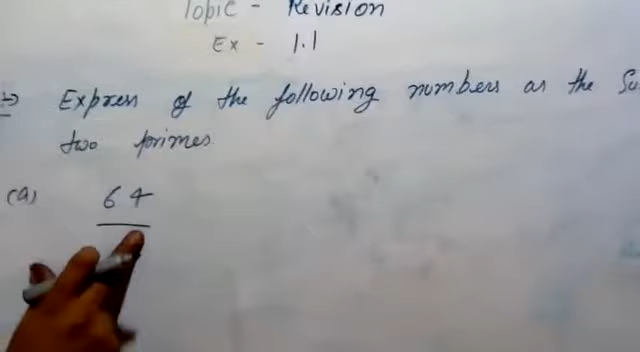 Topic - Revision
Ex - 1.1
Express of the following numbers as the
two primes.
(a) 64